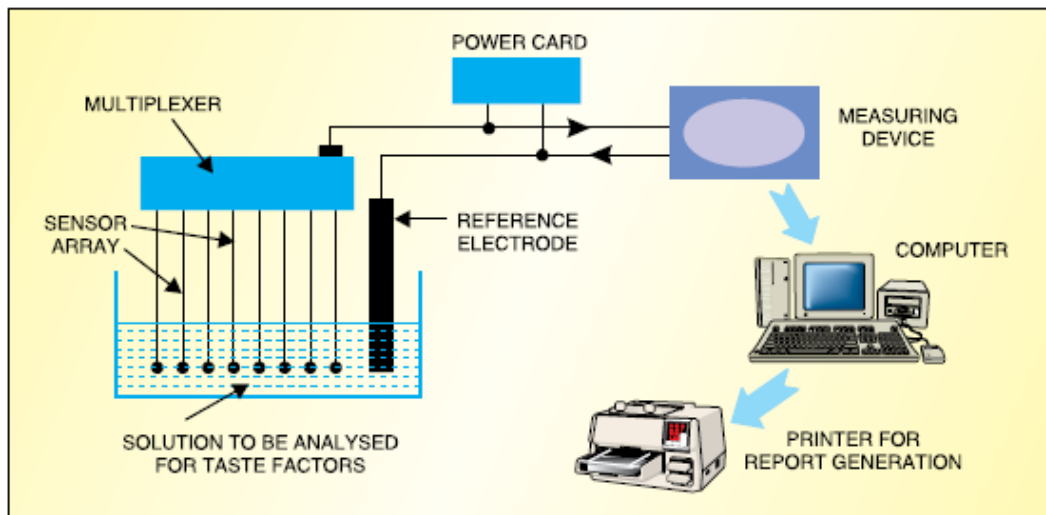 POWER CARD
MULTIPLEXER
MEASURING
DEVICE
SENSOR
ARRAY
REFERENCE
ELECTRODE
COMPUTER
SOLUTION TO BE ANALYSED
FOR TASTE FACTORS
PRINTER FOR
REPORT GENERATION